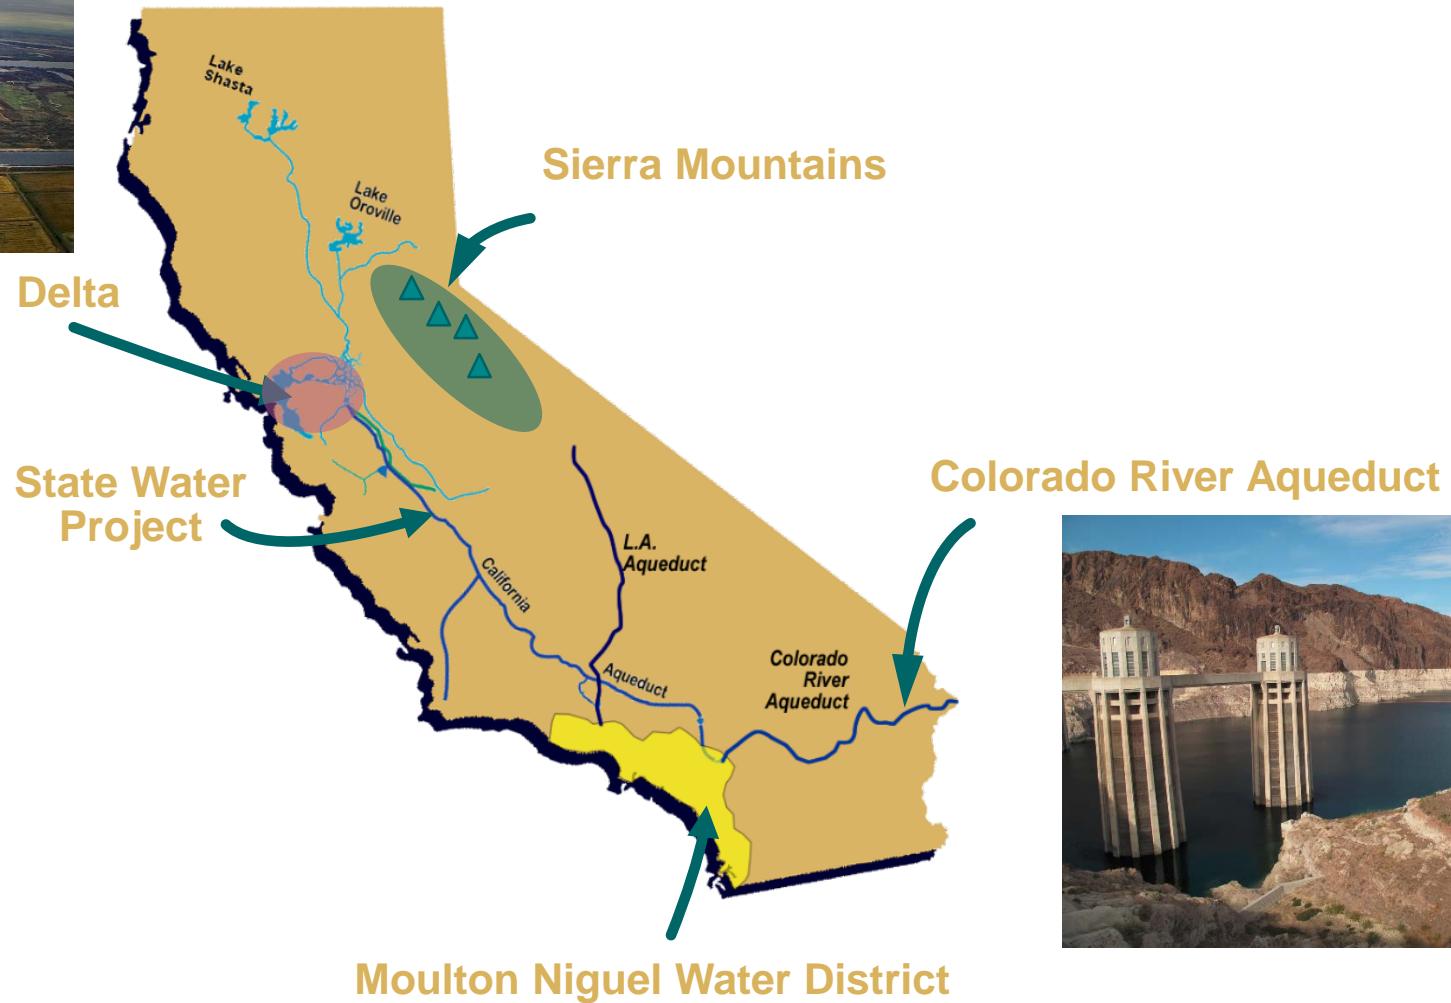 Lake
Shasta
Sierra Mountains
Lake
Oroville
Delta
State Water
Project
Colorado River Aqueduct
L.A.
Aqueduct
California
Aqueduct
Colorado
River
Aqueduct
Moulton Niguel Water District